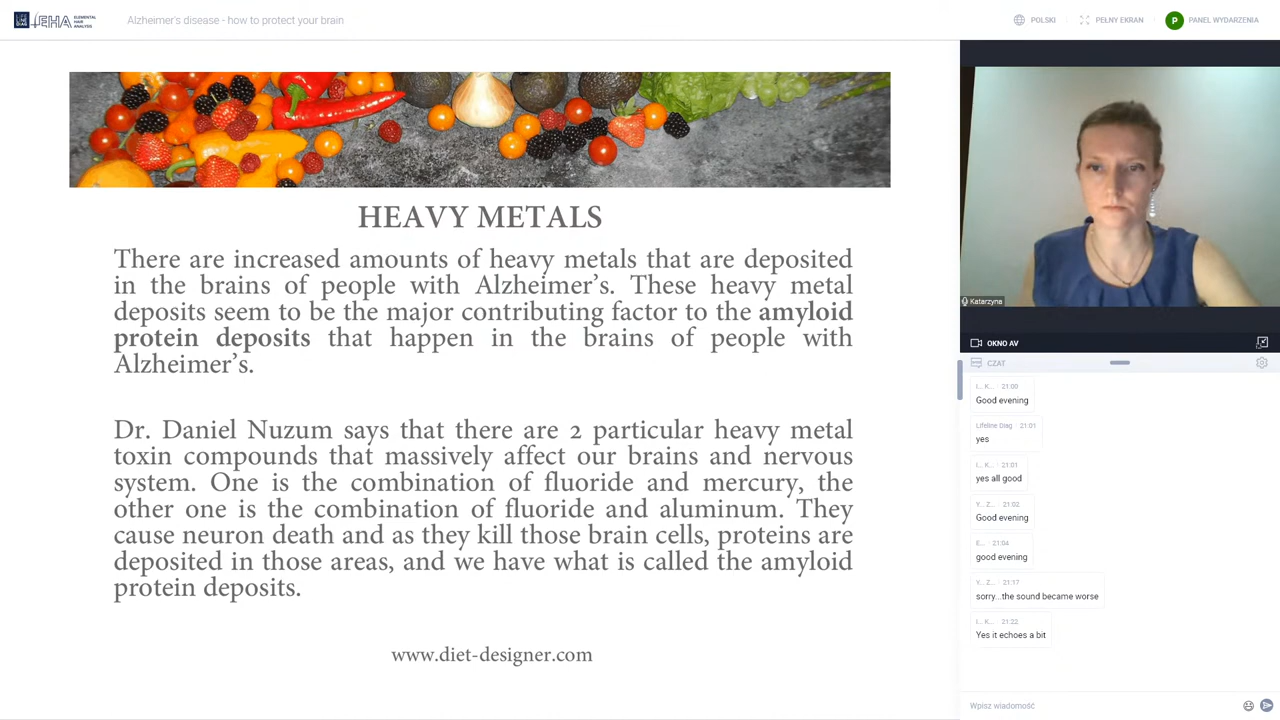 LIFE LINE DIAG EHA ELEMENTAL HAIR ANALYSIS
Alzheimer's disease - how to protect your brain
POLSKI
PEŁNY EKRAN
P PANEL WYDARZENIA
HEAVY METALS
There are increased amounts of heavy metals that are deposited
in the brains of people with Alzheimer’s. These heavy metal
deposits seem to be the major contributing factor to the amyloid
protein deposits that happen in the brains of people with
Alzheimer’s.
Dr. Daniel Nuzum says that there are 2 particular heavy metal
toxin compounds that massively affect our brains and nervous
system. One is the combination of fluoride and mercury, the
other one is the combination of fluoride and aluminum. They
cause neuron death and as they kill those brain cells, proteins are
deposited in those areas, and we have what is called the amyloid
protein deposits.
www.diet-designer.com
Katarzyna
OKNO AV
CZAT
I... K... 21:00
Good evening
Lifeline Diag 21:01
yes
I... K... 21:01
yes all good
Y... Z... 21:02
Good evening
E... 21:04
good evening
Y... Z... 21:17
sorry...the sound became worse
I... K... 21:22
Yes it echoes a bit
Wpisz wiadomość